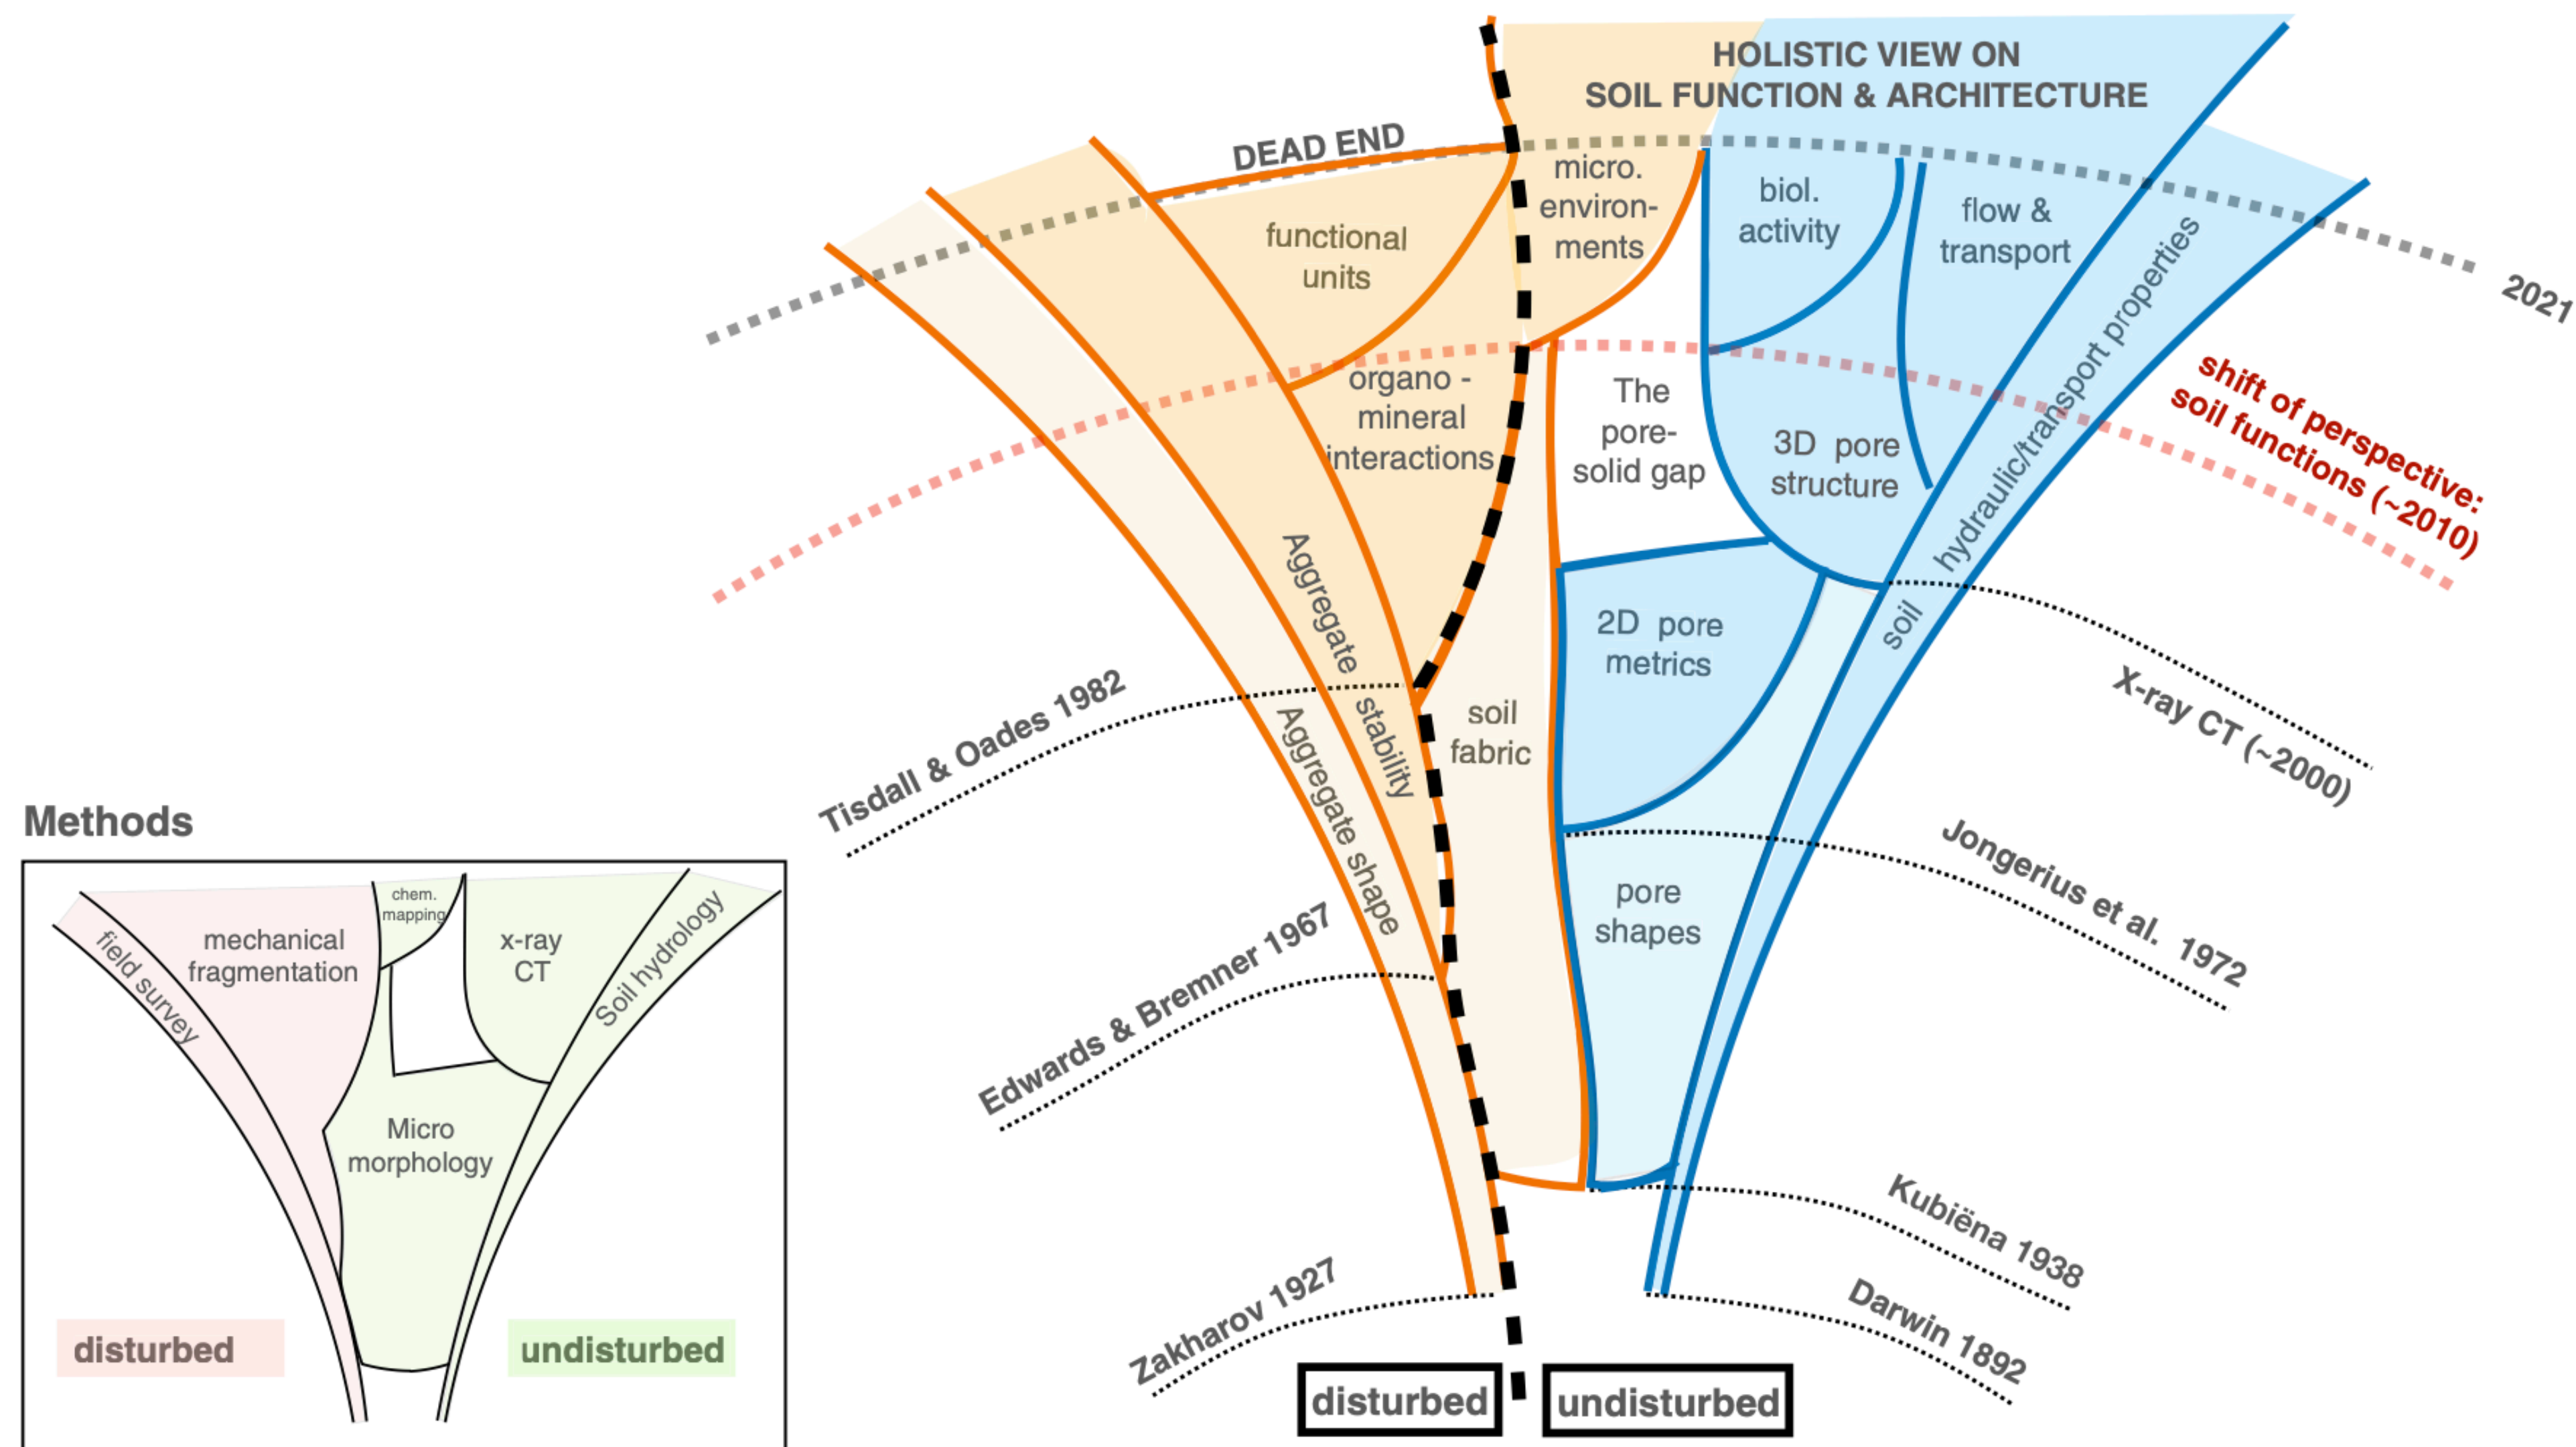 HOLISTIC VIEW ON
SOIL FUNCTION & ARCHITECTURE
DEAD END
micro.
environ-
ments
biol.
activity
flow &
transport
functional
units
2021
organo -
mineral
interactions
The
pore-
solid gap
3D pore
structure
soil hydraulic/transport properties
shift of perspective:
soil functions (~2010)
Aggregate stability
Aggregate shape
2D pore
metrics
soil
fabric
pore
shapes
Tisdall & Oades 1982
X-ray CT (~2000)
Edwards & Bremner 1967
Jongerius et al. 1972
Kubiëna 1938
Zakharov 1927
Darwin 1892
disturbed
undisturbed
Methods
field survey
mechanical
fragmentation
chem.
mapping
x-ray
CT
Soil hydrology
Micro
morphology
disturbed
undisturbed